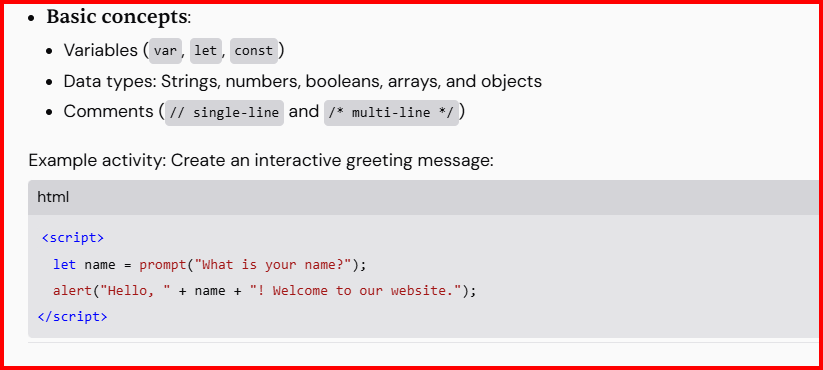 Basic concepts:
Variables (var, let, const)
Data types: Strings, numbers, booleans, arrays, and objects
Comments (// single-line and /* multi-line */)
Example activity: Create an interactive greeting message:
html
<script>
let name = prompt("What is your name?");
alert("Hello, " + name + "! Welcome to our website.");
</script>